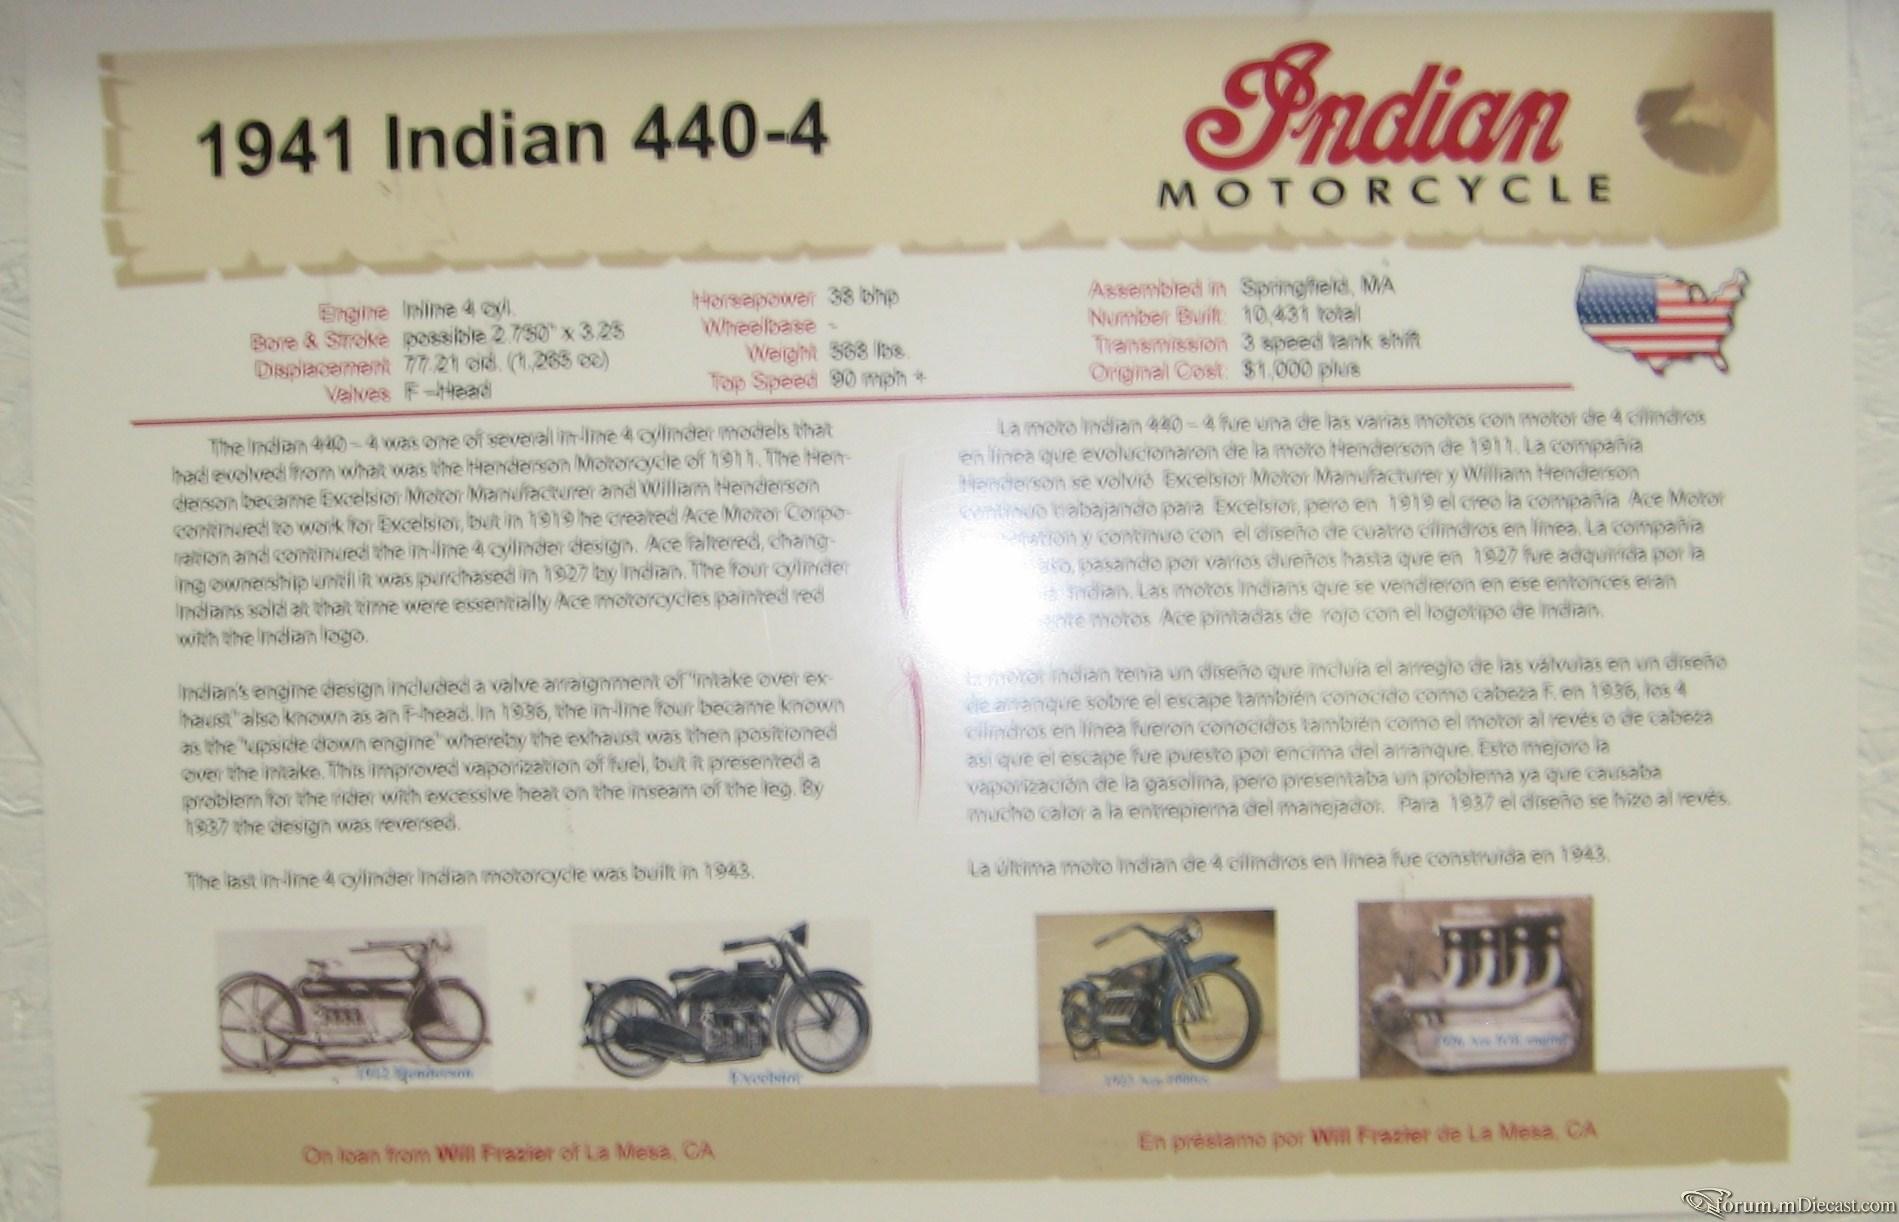 1941 Indian 440-4
Indian
MOTORCYCLE
Engine Inline 4 cyl.
Bore & Stroke possible 2.750" x 3.25
Displacement 77.21 cid. (1,265 cc)
Valves F -Head
Horsepower 38 bhp
Wheelbase -
Weight 568 lbs.
Top Speed 90 mph +
Assembled in Springfield, MA
Number Built: 10,431 total
Transmission 3 speed tank shift
Original Cost: $1,000 plus
The Indian 440 – 4 was one of several in-line 4 cylinder models that
had evolved from what was the Henderson Motorcycle of 1911. The Hen-
derson became Excelsior Motor Manufacturer and William Henderson
continued to work for Excelsior, but in 1919 he created Ace Motor Corpo-
ration and continued the in-line 4 cylinder design. Ace faltered, chang-
ing ownership until it was purchased in 1927 by Indian. The four cylinder
Indians sold at that time were essentially Ace motorcycles painted red
with the Indian logo.
Indian's engine design included a valve arraignment of "intake over ex-
haust" also known as an F-head. In 1936, the in-line four became known
as the "upside down engine" whereby the exhaust was then positioned
over the intake. This improved vaporization of fuel, but it presented a
problem for the rider with excessive heat on the inseam of the leg. By
1937 the design was reversed.
The last in-line 4 cylinder Indian motorcycle was built in 1943.
La moto Indian 440 – 4 fue una de las varias motos con motor de 4 cilindros
en línea que evolucionaron de la moto Henderson de 1911. La compañía
Henderson se volvió Excelsior Motor Manufacturer y William Henderson
continuo trabajando para Excelsior, pero en 1919 el creo la compañía Ace Motor
y continuo con el diseño de cuatro cilindros en línea. La compañía
pasando por varios dueños hasta que en 1927 fue adquirida por la
Indian. Las motos Indians que se vendieron en ese entonces eran
motos Ace pintadas de rojo con el logotipo de Indian.
motor Indian tenía un diseño que incluía el arreglo de las válvulas en un diseño
de arranque sobre el escape también conocido como cabeza F. en 1936, los 4
cilindros en línea fueron conocidos también como el motor al revés o de cabeza
así que el escape fue puesto por encima del arranque. Esto mejoro la
vaporización de la gasolina, pero presentaba un problema ya que causaba
mucho calor a la entrepierna del manejador. Para 1937 el diseño se hizo al revés.
La última moto Indian de 4 cilindros en línea fue construida en 1943.
1912 Henderson
Excelsior
On loan from Will Frazier of La Mesa, CA
En préstamo por Will Frazier de La Mesa, CA
forum.mDiecast.com